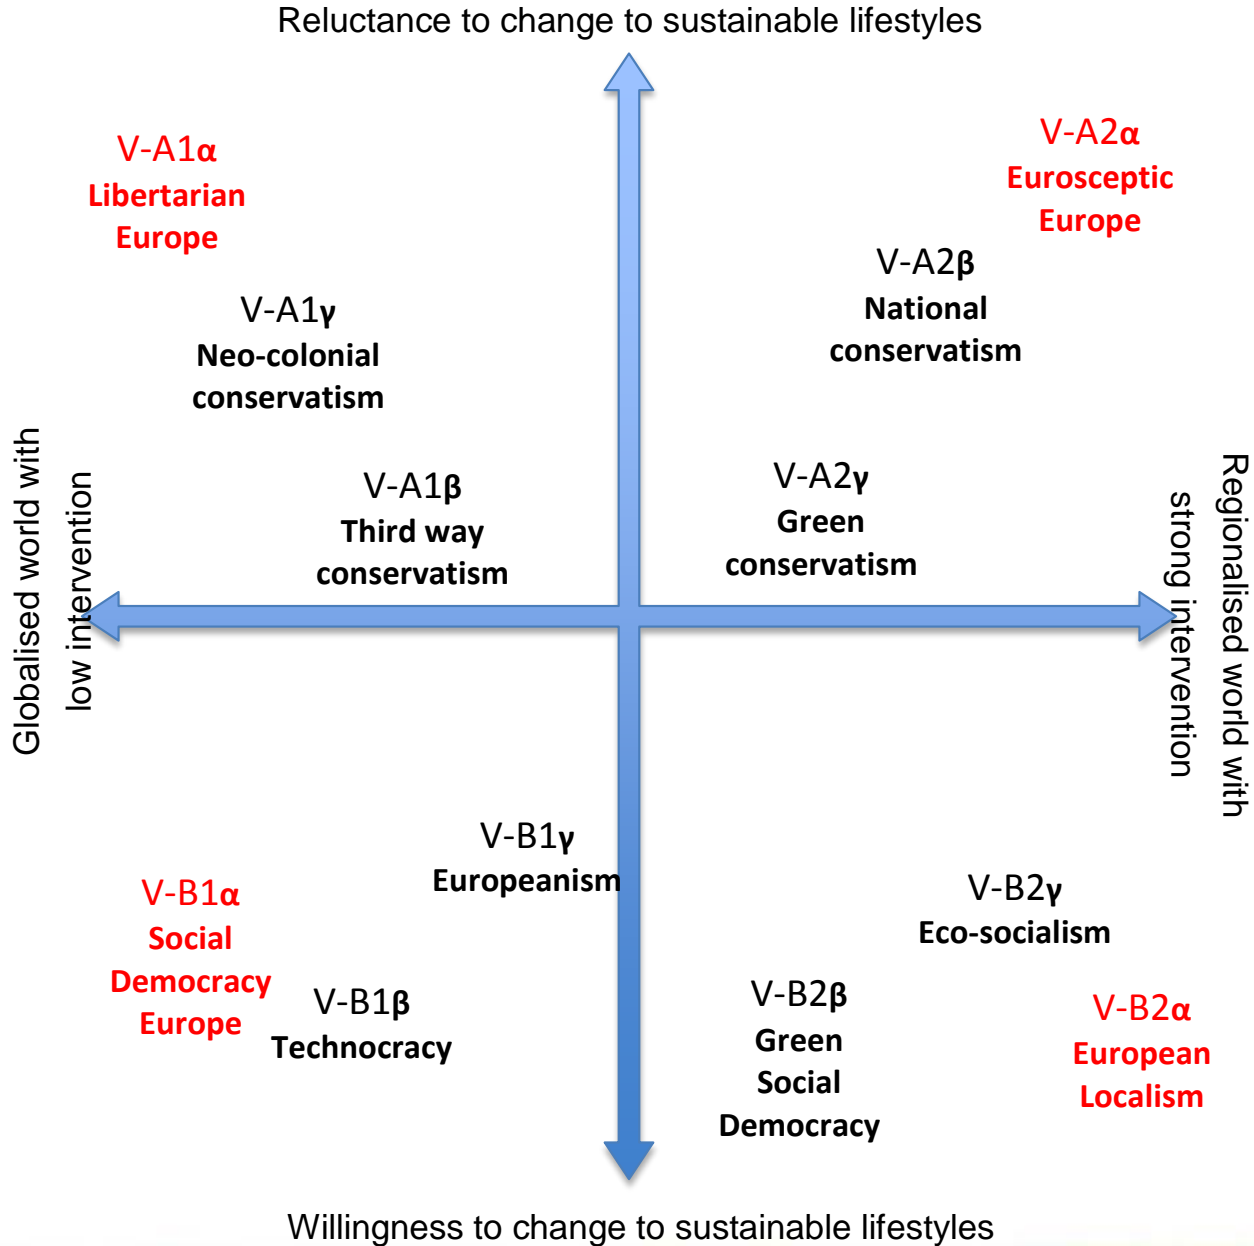 Reluctance to change to sustainable lifestyles
V-A1α
Libertarian
Europe
V-A2α
Eurosceptic
Europe
V-A1γ
Neo-colonial
conservatism
V-A2β
National
conservatism
V-A1β
Third way
conservatism
V-A2γ
Green
conservatism
Globalised world with
low intervention
Regionalised world with
strong intervention
V-B1γ
Europeanism
V-B1α
Social
Democracy
Europe
V-B1β
Technocracy
V-B2γ
Eco-socialism
V-B2β
Green
Social
Democracy
V-B2α
European
Localism
Willingness to change to sustainable lifestyles